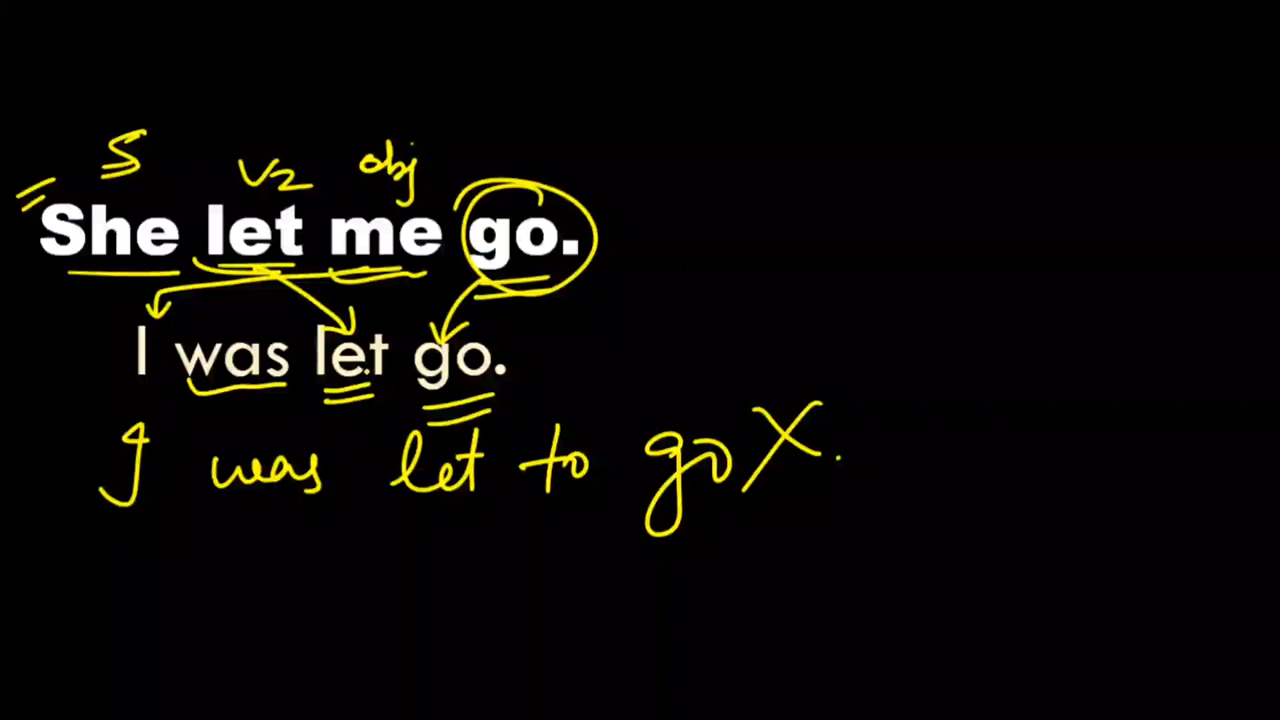 S V2 obj
She let me go.
I was let go.
I was let to go X.